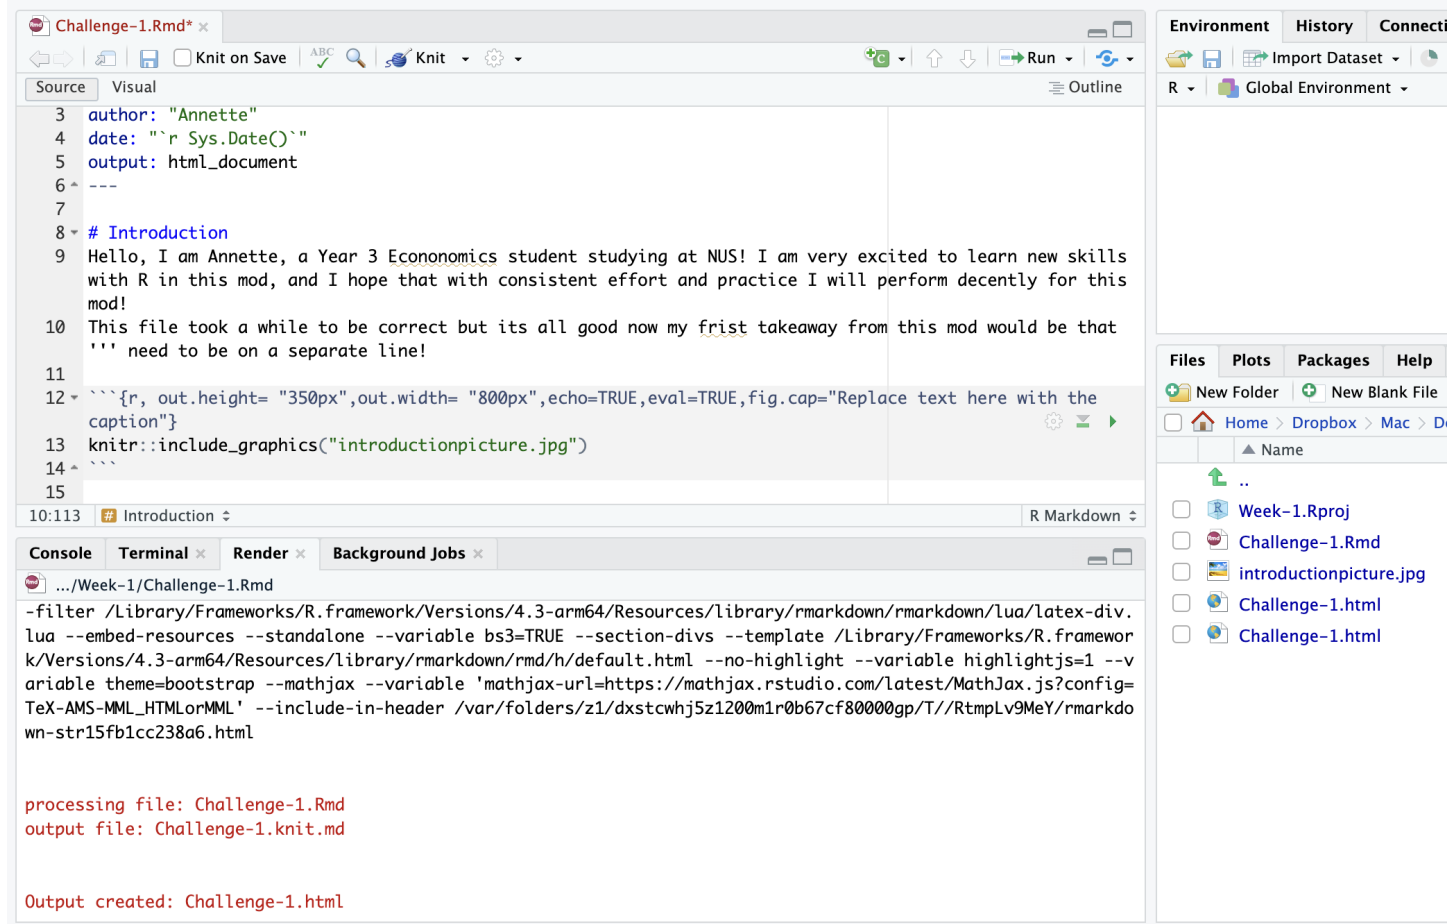 Challenge-1.Rmd*
Environment History Connecti
Knit on Save ABC Knit Run
Import Dataset
Source Visual Outline
R Global Environment
3 author: "Annette"
4 date: "`r Sys.Date()`"
5 output: html_document
6 ---
7
8 # Introduction
9 Hello, I am Annette, a Year 3 Econonomics student studying at NUS! I am very excited to learn new skills
with R in this mod, and I hope that with consistent effort and practice I will perform decently for this
mod!
10 This file took a while to be correct but its all good now my frist takeaway from this mod would be that
''' need to be on a separate line!
11
12 ```{r, out.height= "350px",out.width= "800px",echo=TRUE,eval=TRUE,fig.cap="Replace text here with the
caption"}
13 knitr::include_graphics("introductionpicture.jpg")
14 ```
15
10:113 # Introduction R Markdown
Files Plots Packages Help
New Folder New Blank File
Home > Dropbox > Mac > De
Name
..
Week-1.Rproj
Challenge-1.Rmd
introductionpicture.jpg
Challenge-1.html
Challenge-1.html
Console Terminal Render Background Jobs
.../Week-1/Challenge-1.Rmd
-filter /Library/Frameworks/R.framework/Versions/4.3-arm64/Resources/library/rmarkdown/rmarkdown/lua/latex-div.
lua --embed-resources --standalone --variable bs3=TRUE --section-divs --template /Library/Frameworks/R.framewor
k/Versions/4.3-arm64/Resources/library/rmarkdown/rmd/h/default.html --no-highlight --variable highlightjs=1 --v
ariable theme=bootstrap --mathjax --variable 'mathjax-url=https://mathjax.rstudio.com/latest/MathJax.js?config=
TeX-AMS-MML_HTMLorMML' --include-in-header /var/folders/z1/dxstcwhj5z1200m1r0b67cf80000gp/T//RtmpLv9MeY/rmarkdo
wn-str15fb1cc238a6.html
processing file: Challenge-1.Rmd
output file: Challenge-1.knit.md
Output created: Challenge-1.html